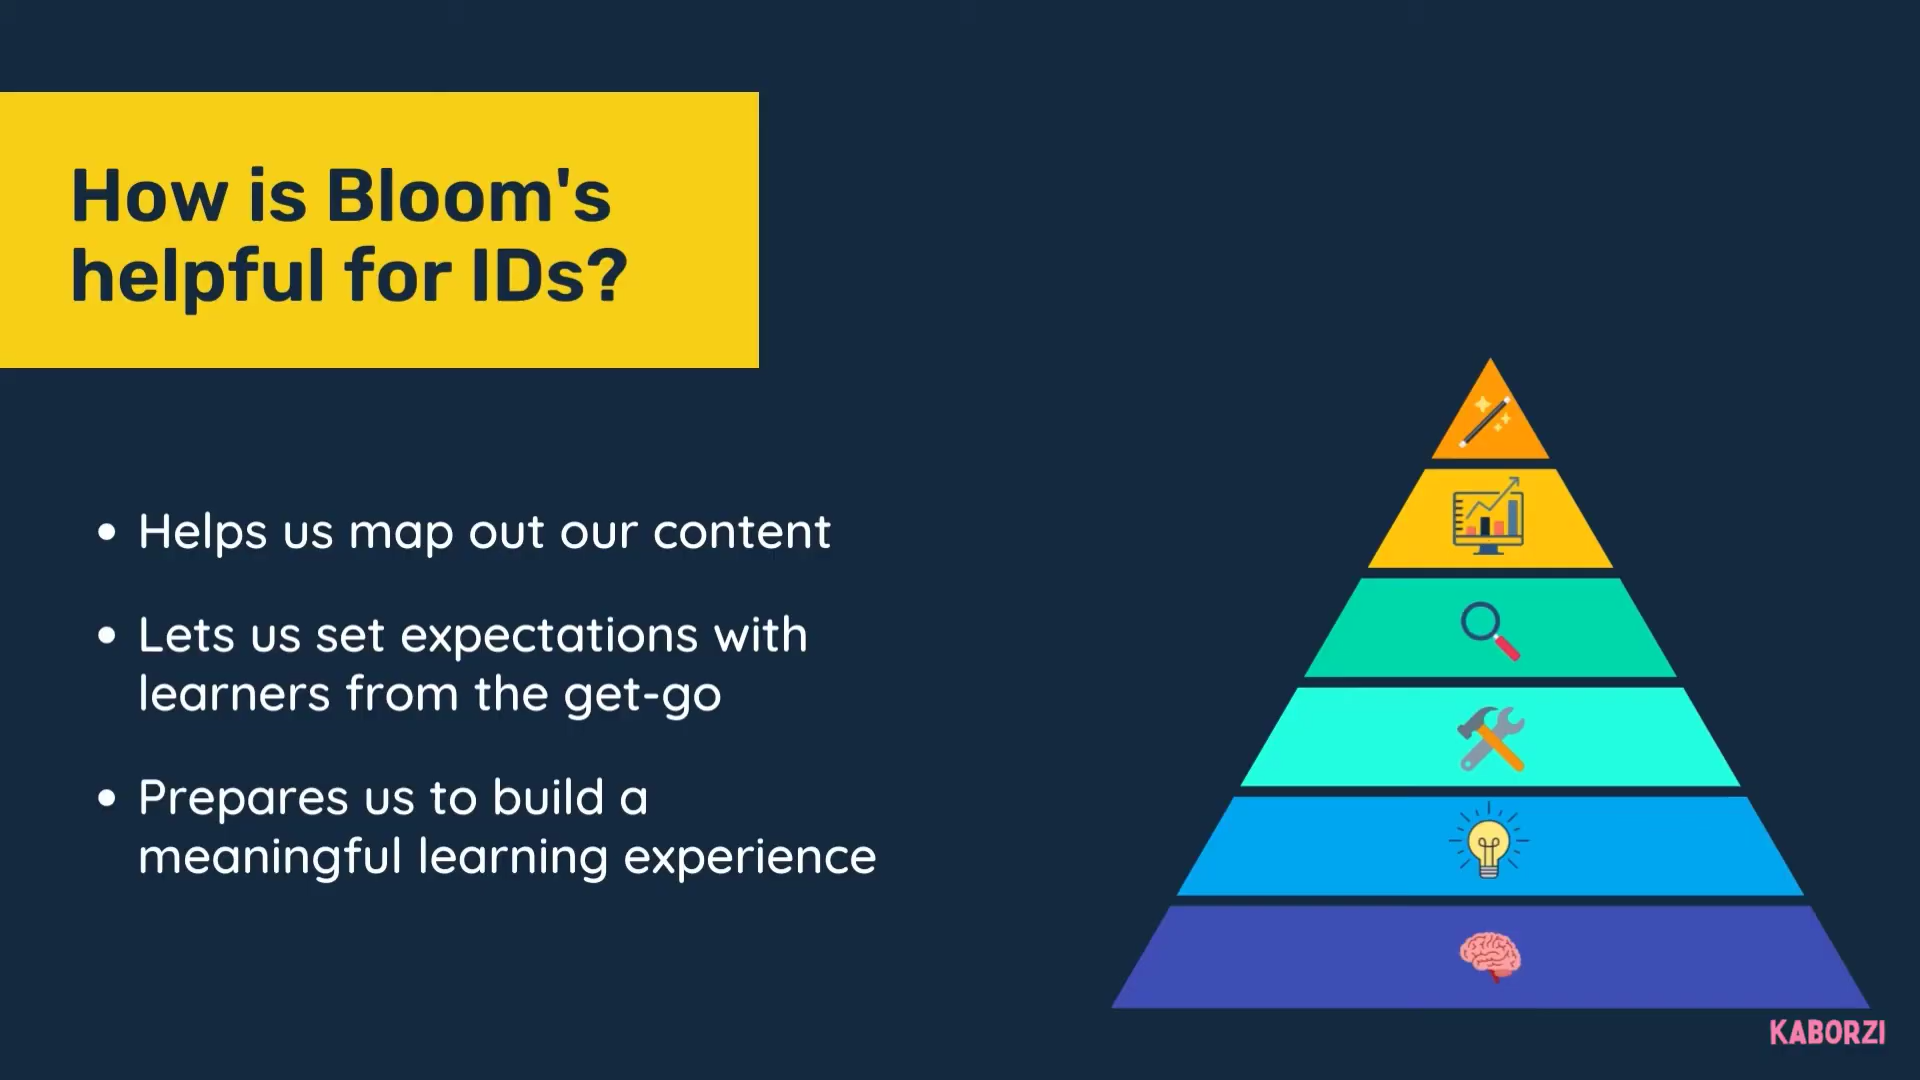 How is Bloom's
helpful for IDs?
• Helps us map out our content
• Lets us set expectations with
learners from the get-go
• Prepares us to build a
meaningful learning experience
KABORZI